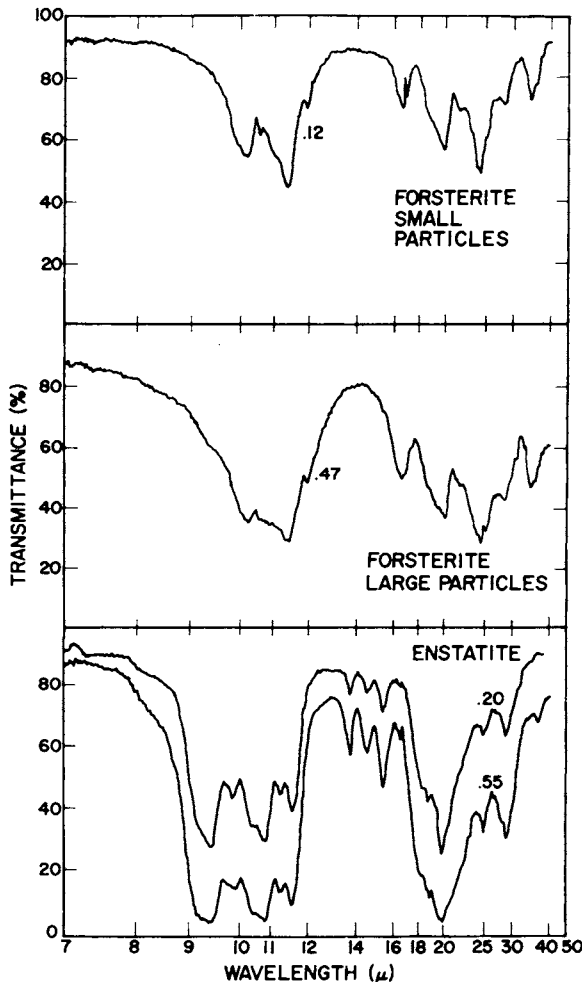 100
80
60
40
20
.12
FORSTERITE
SMALL
PARTICLES
TRANSMITTANCE (%)
80
60
40
20
.47
FORSTERITE
LARGE PARTICLES
ENSTATITE
80
60
40
20
0
.20
.55
7 8 9 10 11 12 14 16 18 20 25 30 40 50
WAVELENGTH (μ)